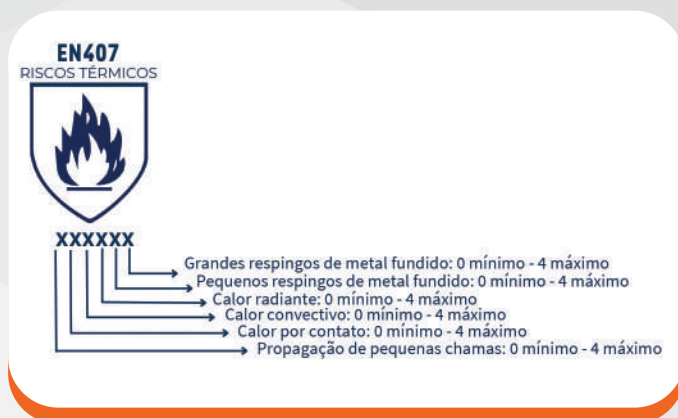 EN407
RISCOS TÉRMICOS
XXXXXX
Grandes respingos de metal fundido: 0 mínimo - 4 máximo
Pequenos respingos de metal fundido: 0 mínimo - 4 máximo
Calor radiante: 0 mínimo - 4 máximo
Calor convectivo: 0 mínimo - 4 máximo
Calor por contato: 0 mínimo - 4 máximo
Propagação de pequenas chamas: 0 mínimo - 4 máximo